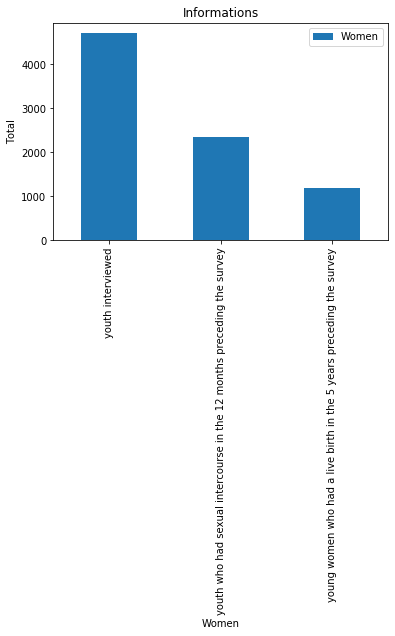 Informations
Women
Total
4000
3000
2000
1000
0
youth interviewed
youth who had sexual intercourse in the 12 months preceding the survey
young women who had a live birth in the 5 years preceding the survey
Women